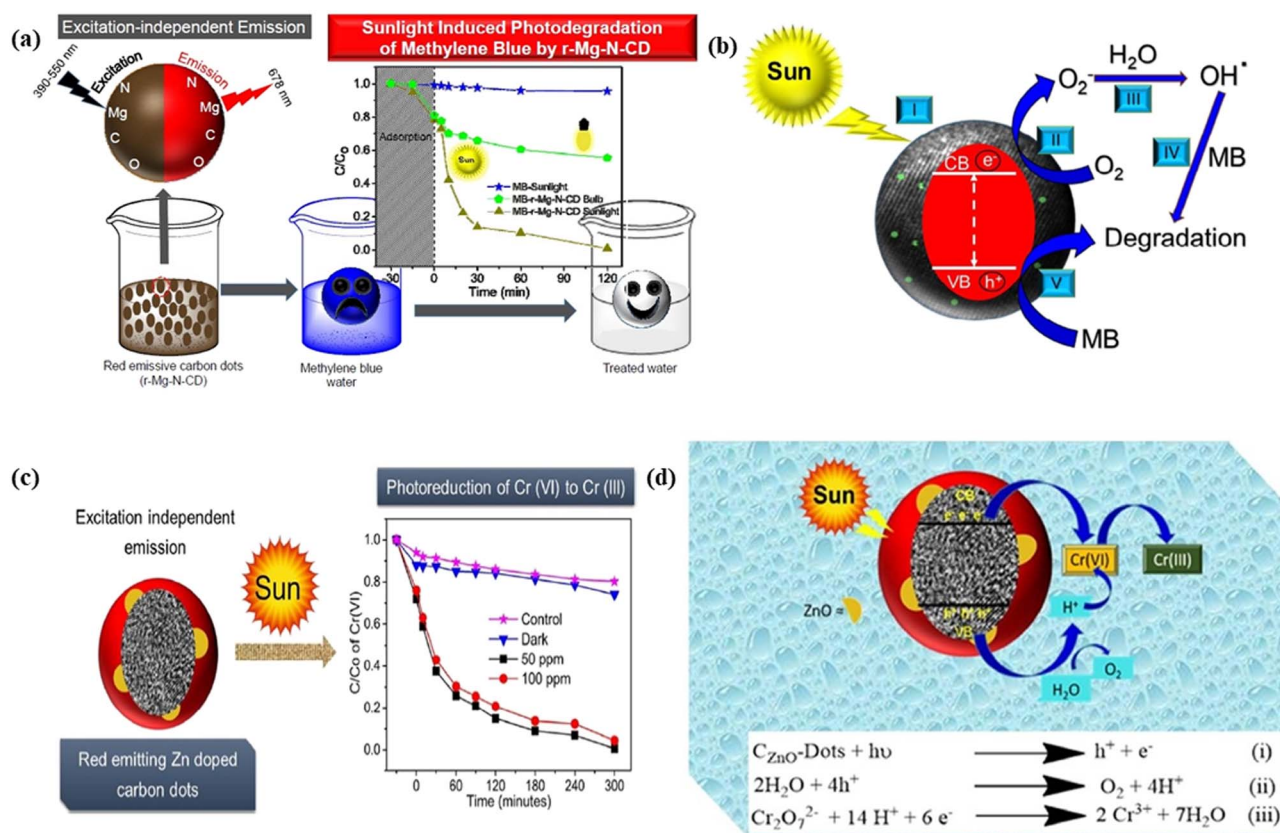 (a)
Excitation-independent Emission
390-550 nm
Excitation
Emission
678 nm
N
N
Mg
Mg
C
C
O
O
Red emissive carbon dots
(r-Mg-N-CD)
Sunlight Induced Photodegradation
of Methylene Blue by r-Mg-N-CD
C/C₀
1.0
0.8
0.6
0.4
0.2
0.0
Adsorption
Sun
MB-Sunlight
MB-r-Mg-N-CD Bulb
MB-r-Mg-N-CD Sunlight
-30 0 30 60 90 120
Time (min)
Methylene blue
water
Treated water
(b)
Sun
I
O₂⁻
H₂O
OH•
III
II
IV
MB
O₂
CB e⁻
Degradation
VB h⁺
V
MB
(c)
Excitation independent
emission
Sun
Red emitting Zn doped
carbon dots
Photoreduction of Cr (VI) to Cr (III)
C/Co of Cr(VI)
1.0
0.8
0.6
0.4
0.2
0.0
Control
Dark
50 ppm
100 ppm
0 60 120 180 240 300
Time (minutes)
(d)
Sun
CB
e⁻ e⁻ e⁻
Cr(VI)
Cr(III)
ZnO =
h⁺ h⁺ h⁺
VB
H⁺
O₂
H₂O
C_ZnO-Dots + hυ h⁺ + e⁻ (i)
2H₂O + 4h⁺ O₂ + 4H⁺ (ii)
Cr₂O₇²⁻ + 14 H⁺ + 6 e⁻ 2 Cr³⁺ + 7H₂O (iii)